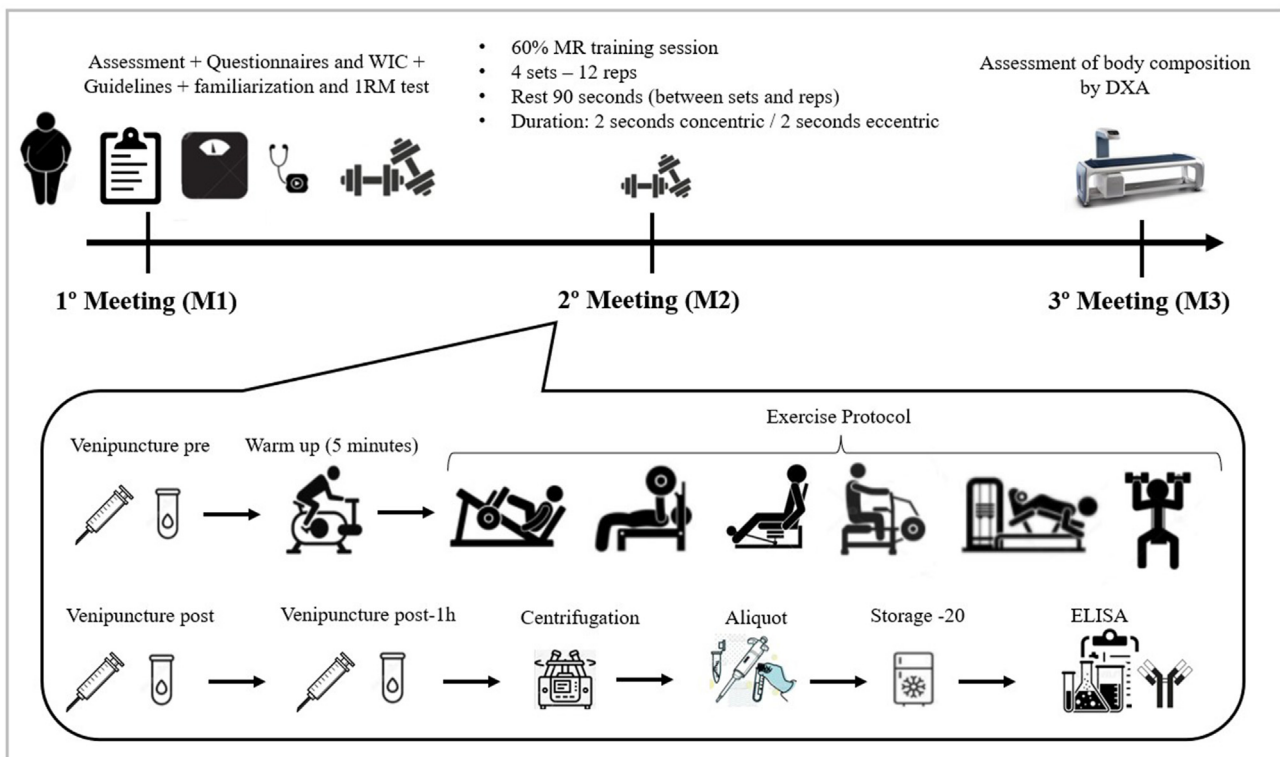 Assessment + Questionnaires and WIC +
Guidelines + familiarization and 1RM test
• 60% MR training session
• 4 sets – 12 reps
• Rest 90 seconds (between sets and reps)
• Duration: 2 seconds concentric / 2 seconds eccentric
Assessment of body composition
by DXA
1º Meeting (M1)
2º Meeting (M2)
3º Meeting (M3)
Exercise Protocol
Venipuncture pre
Warm up (5 minutes)
Venipuncture post
Venipuncture post-1h
Centrifugation
Aliquot
Storage -20
ELISA